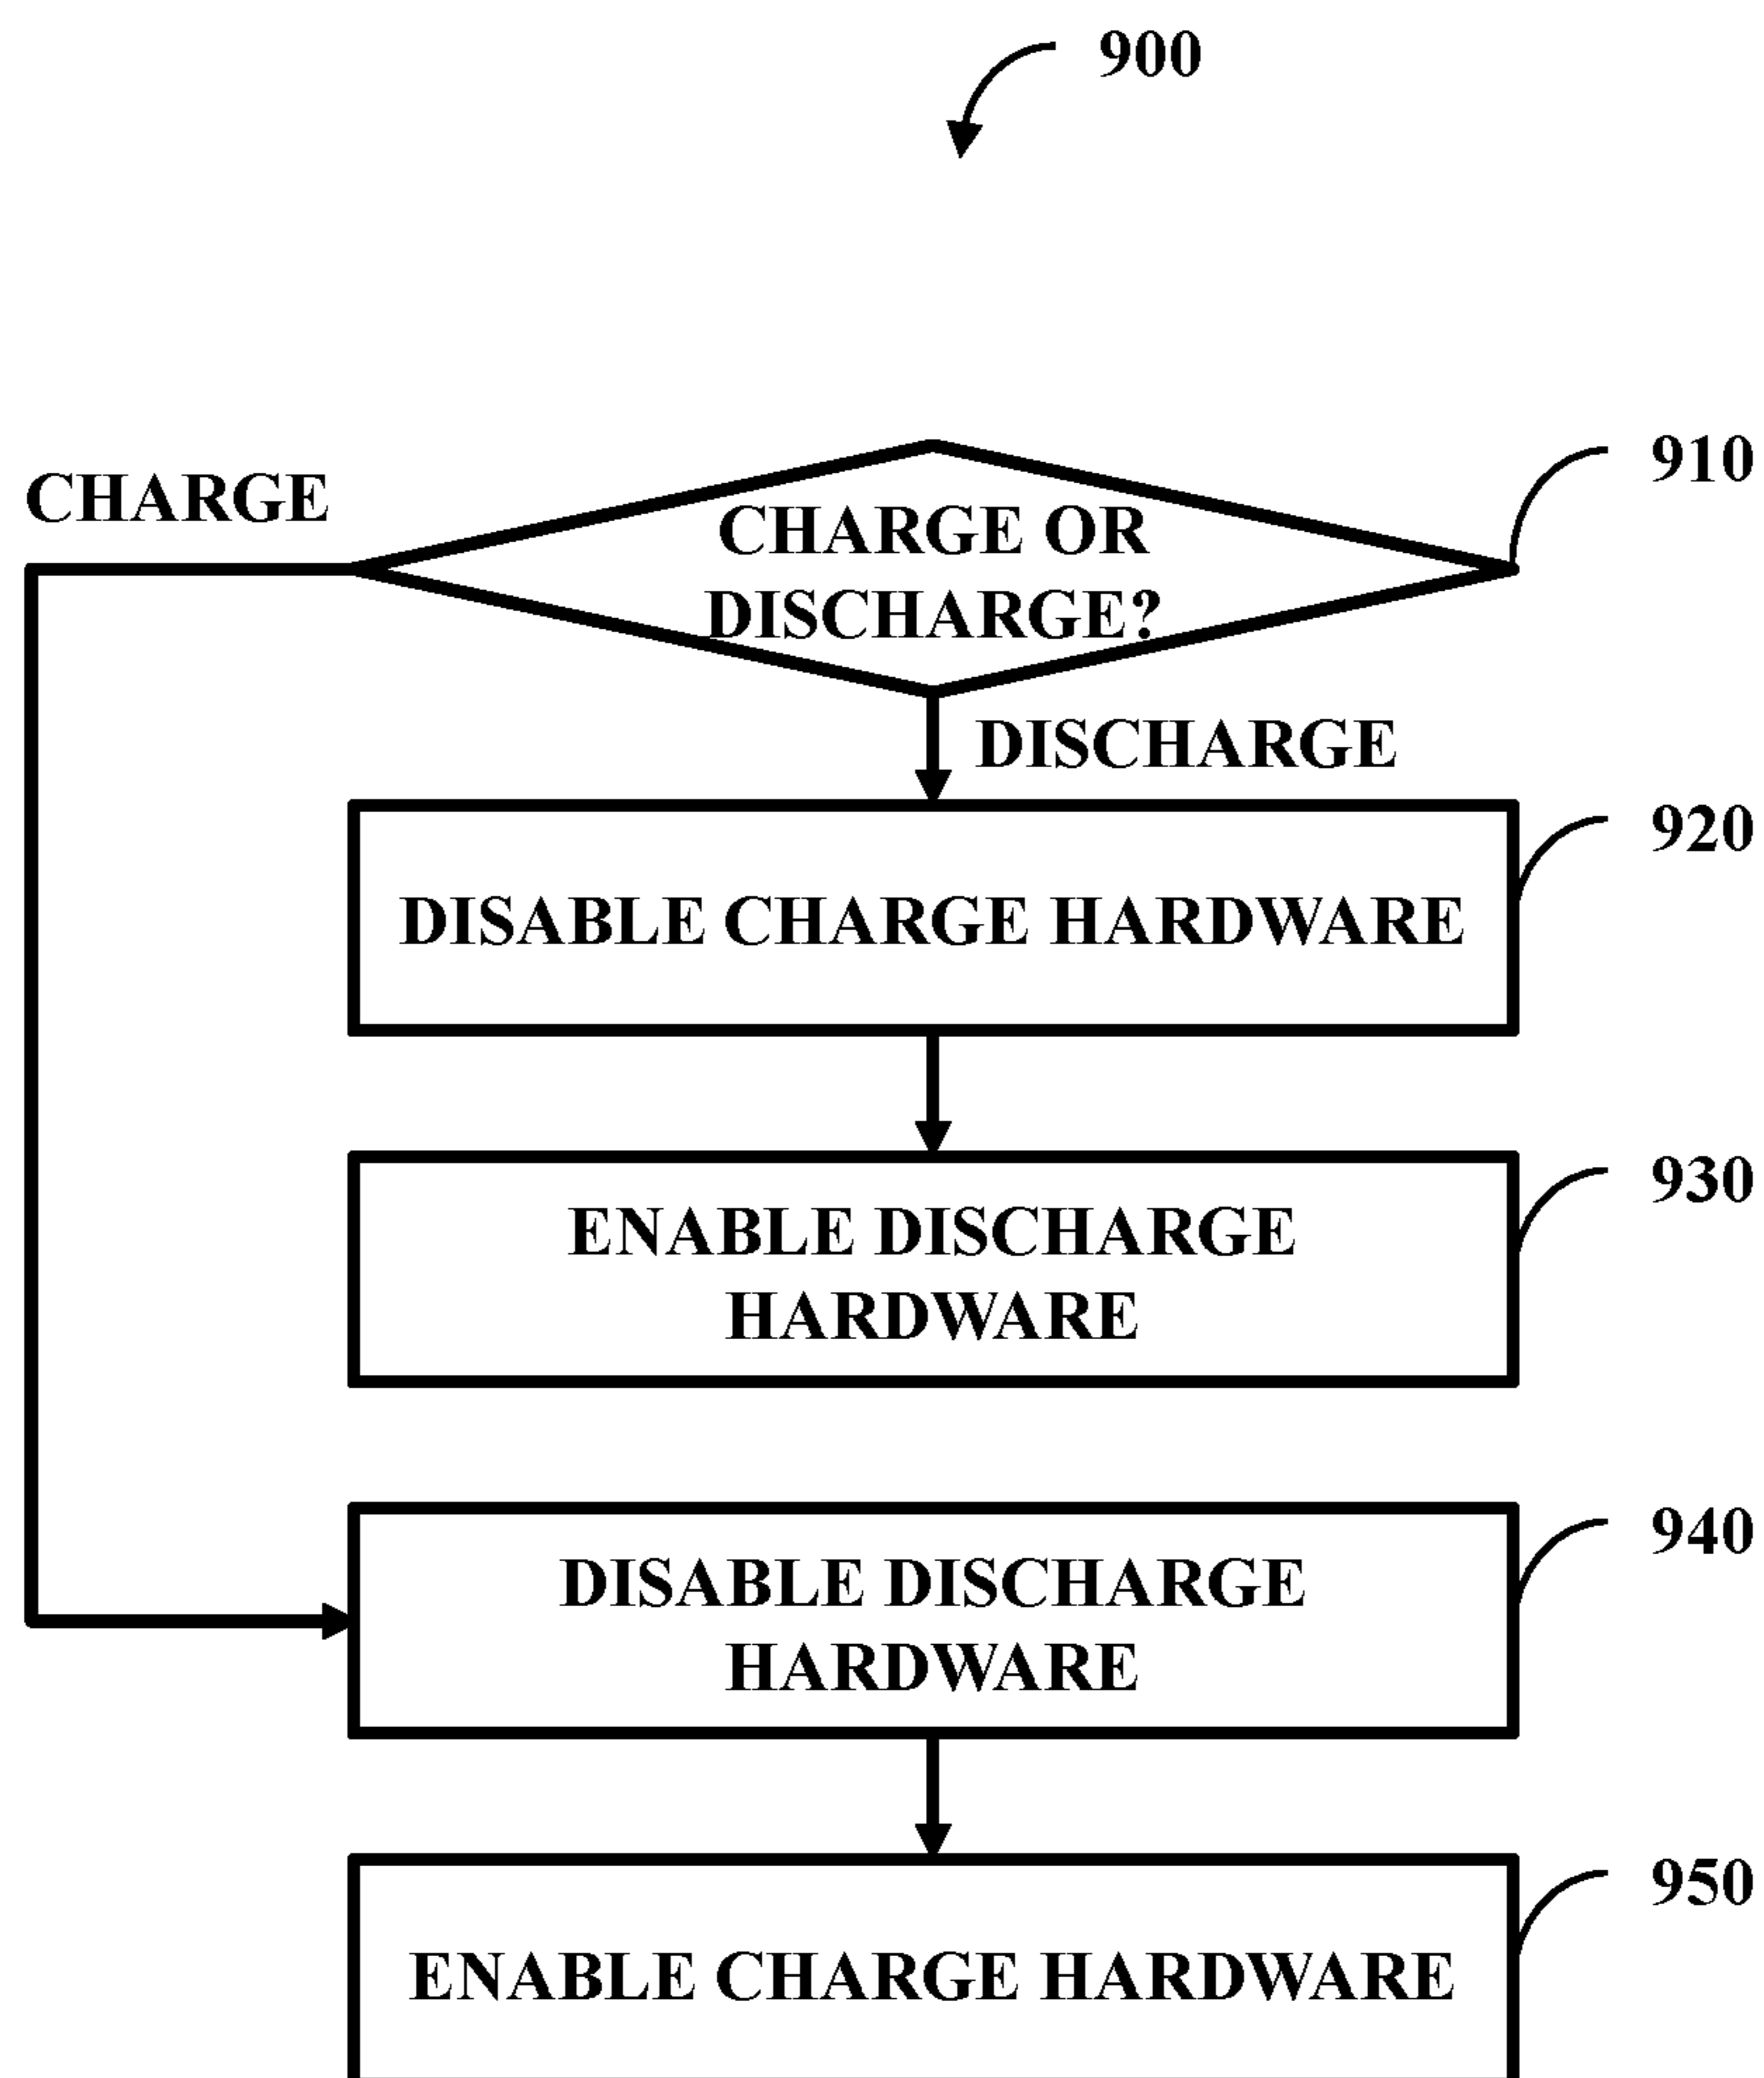 900
910
CHARGE
CHARGE OR
DISCHARGE?
DISCHARGE
920
DISABLE CHARGE HARDWARE
930
ENABLE DISCHARGE
HARDWARE
940
DISABLE DISCHARGE
HARDWARE
950
ENABLE CHARGE HARDWARE